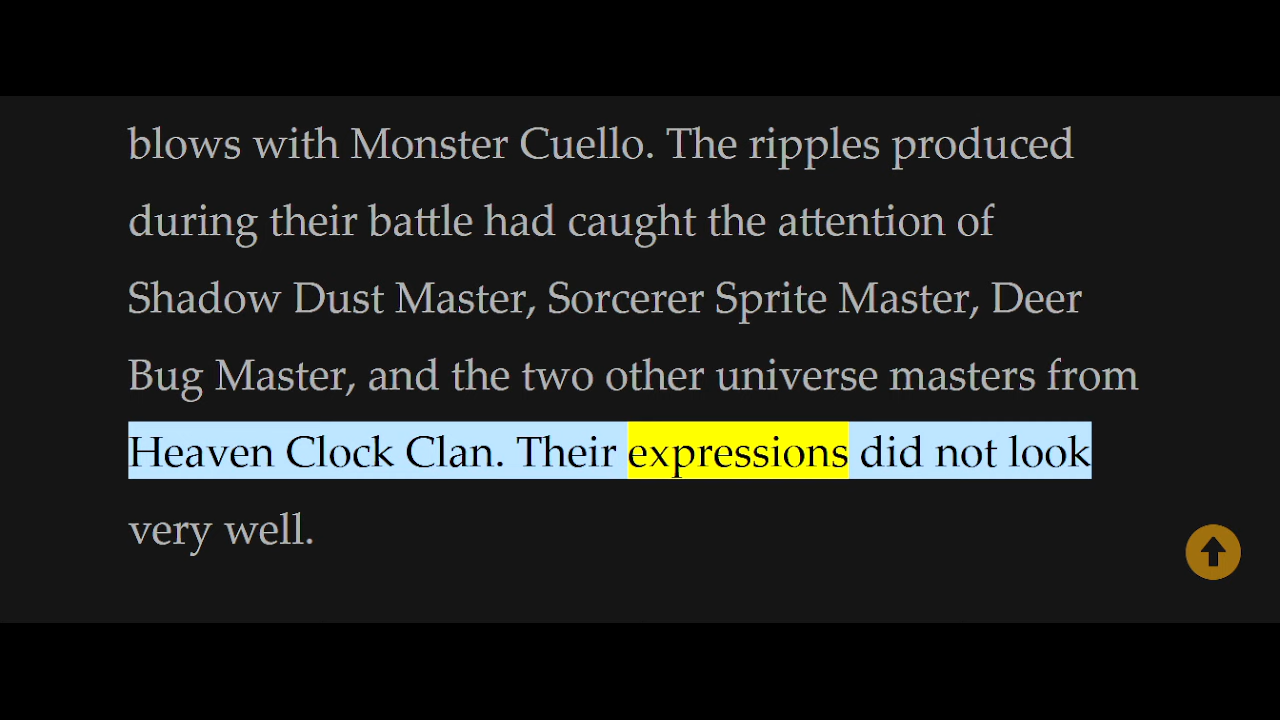 blows with Monster Cuello. The ripples produced
during their battle had caught the attention of
Shadow Dust Master, Sorcerer Sprite Master, Deer
Bug Master, and the two other universe masters from
Heaven Clock Clan. Their expressions did not look
very well.